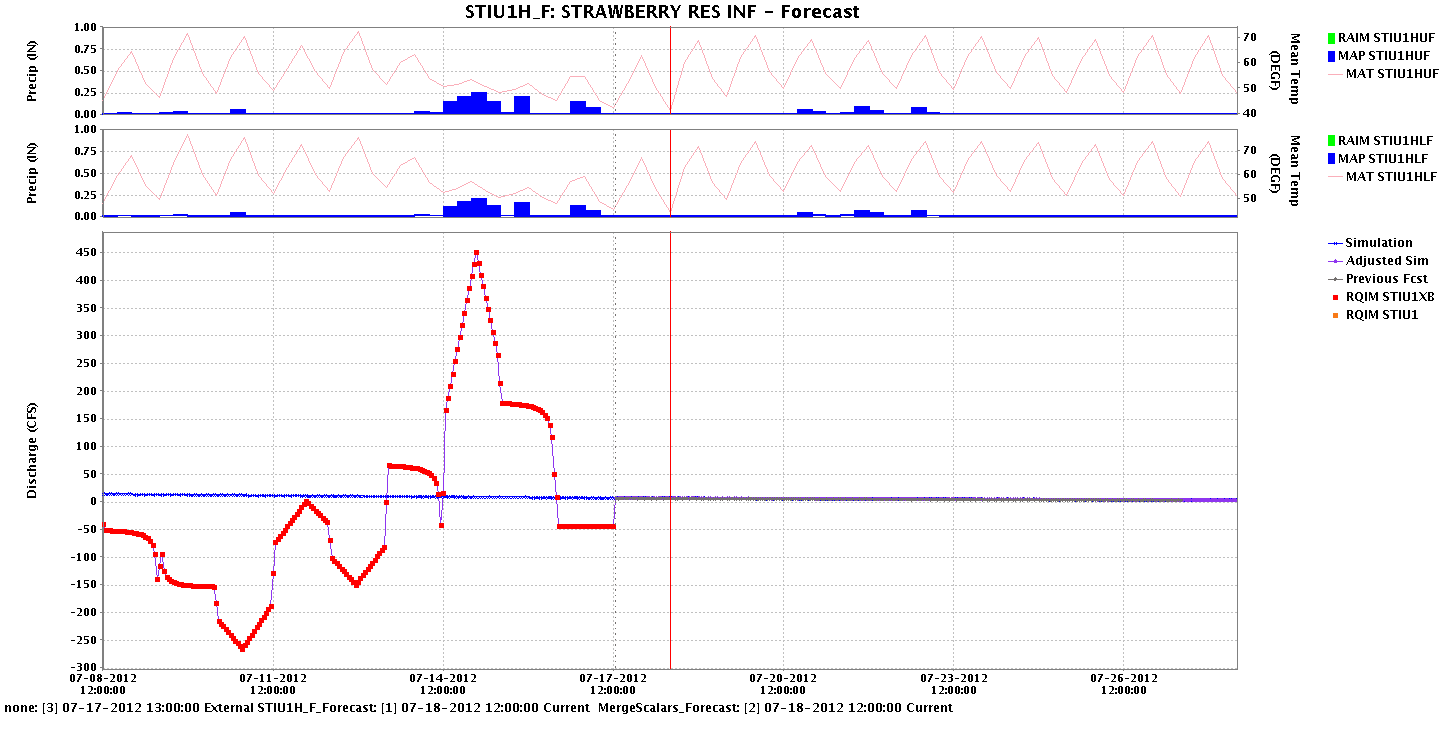 STIU1H_F: STRAWBERRY RES INF - Forecast
Precip (IN)
1.00
0.75
0.50
0.25
0.00
70
60
50
40
Mean Temp
(DEGF)
RAIM STIU1HUF
MAP STIU1HUF
MAT STIU1HUF
Precip (IN)
1.00
0.75
0.50
0.25
0.00
70
60
50
Mean Temp
(DEGF)
RAIM STIU1HLF
MAP STIU1HLF
MAT STIU1HLF
Discharge (CFS)
450
400
350
300
250
200
150
100
50
0
-50
-100
-150
-200
-250
-300
Simulation
Adjusted Sim
Previous Fcst
RQIM STIU1XB
RQIM STIU1
07-08-2012 07-11-2012 07-14-2012 07-17-2012 07-20-2012 07-23-2012 07-26-2012
12:00:00 12:00:00 12:00:00 12:00:00 12:00:00 12:00:00 12:00:00
none: [3] 07-17-2012 13:00:00 External STIU1H_F_Forecast: [1] 07-18-2012 12:00:00 Current MergeScalars_Forecast: [2] 07-18-2012 12:00:00 Current